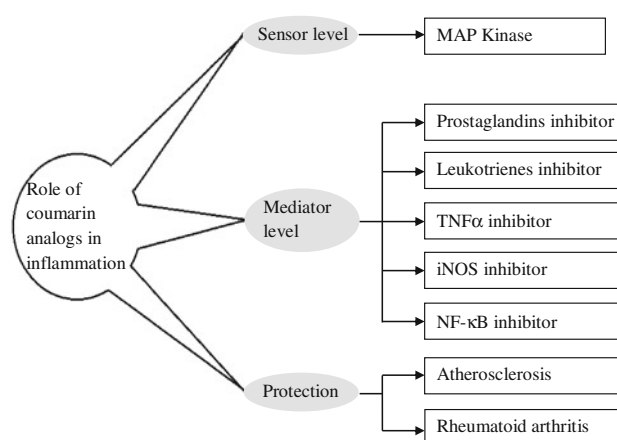 Sensor level
MAP Kinase
Role of
coumarin
analogs in
inflammation
Mediator
level
Prostaglandins inhibitor
Leukotrienes inhibitor
TNFα inhibitor
iNOS inhibitor
NF-κB inhibitor
Protection
Atherosclerosis
Rheumatoid arthritis